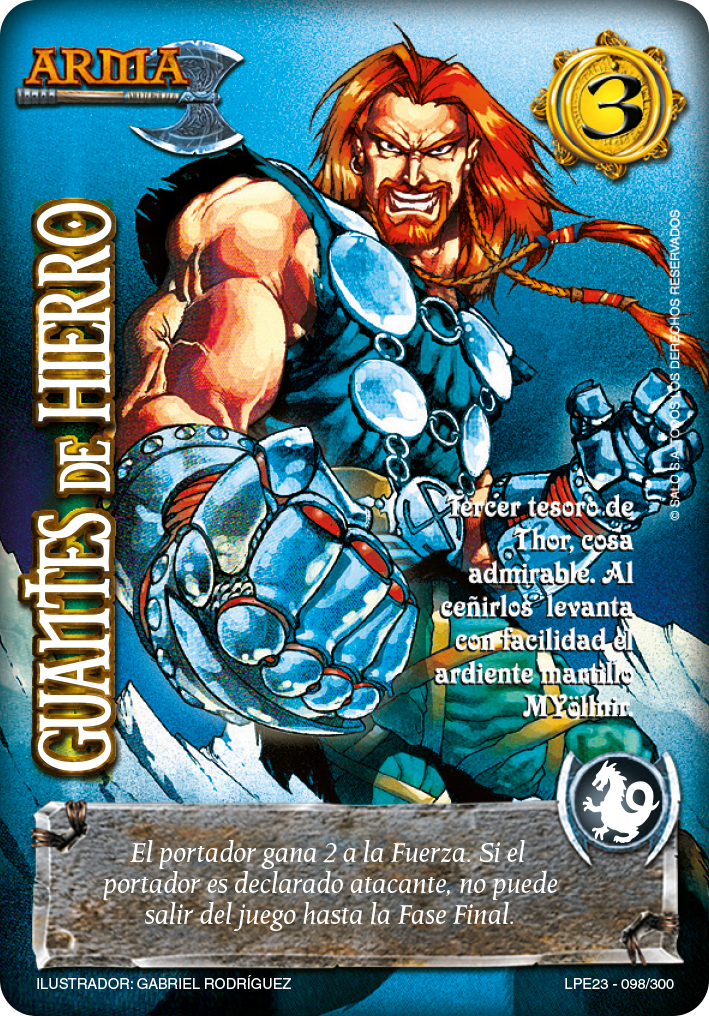 ARMA
3
GUANTES DE HIERRO
© SALO S.A. TODOS LOS DERECHOS RESERVADOS
Tercer tesoro de
Thor, cosa
admirable. Al
ceñirlos levanta
con facilidad el
ardiente mantillo
MYöllnir.
El portador gana 2 a la Fuerza. Si el
portador es declarado atacante, no puede
salir del juego hasta la Fase Final.
ILUSTRADOR: GABRIEL RODRÍGUEZ
LPE23 - 098/300